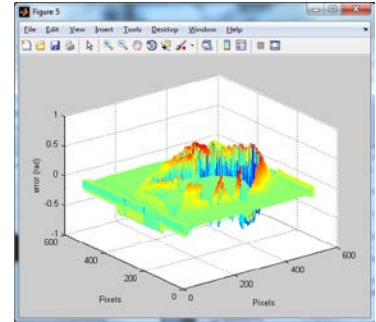 Figure 5
File Edit View Insert Tools Desktop Window Help
1
0.5
0
-0.5
-1
error (rad)
600
400
200
0
Pixels
0
200
400
600
Pixels